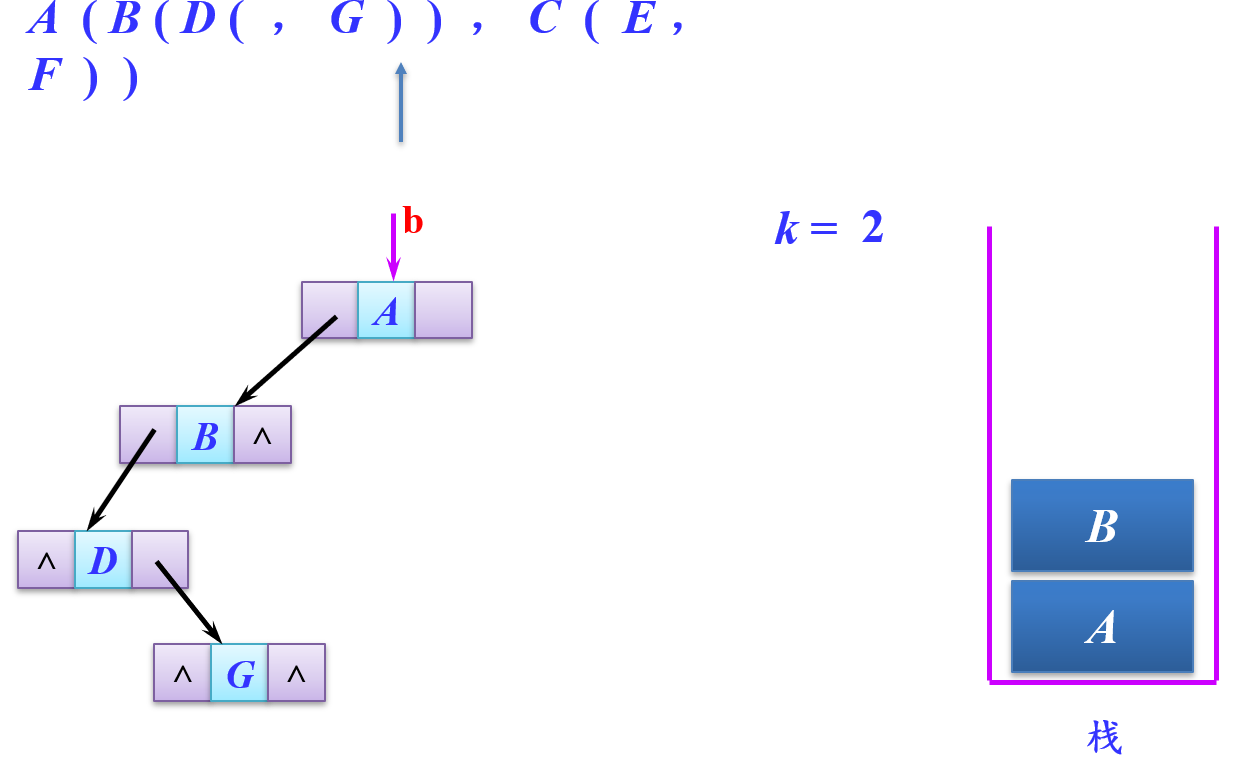 A ( B ( D ( , G ) ) , C ( E ,
F ) )
b
k = 2
A
B ∧
∧ D
∧ G ∧
B
A
栈